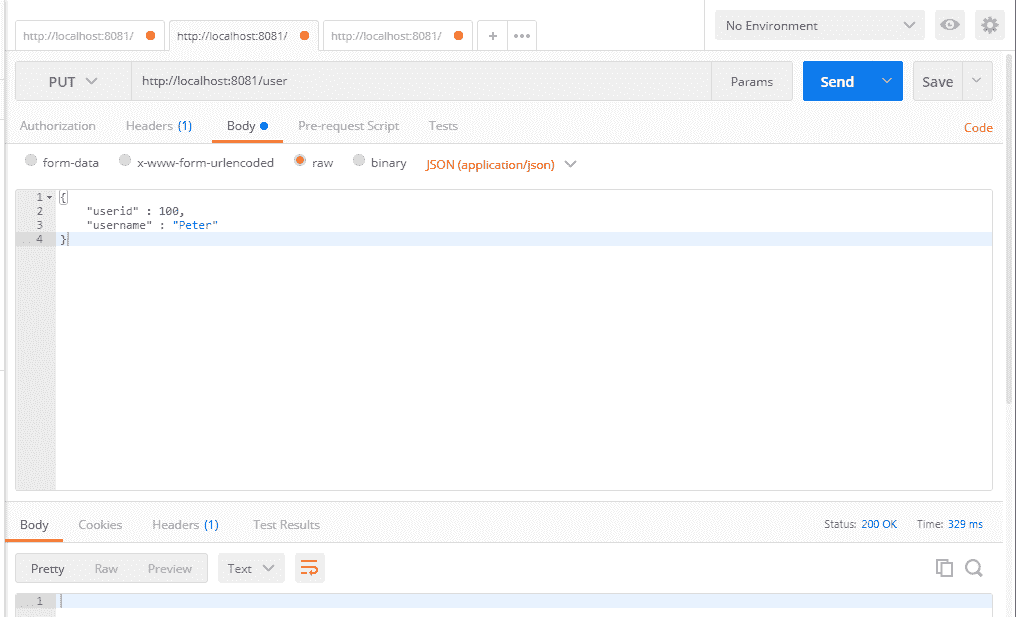 http://localhost:8081/ http://localhost:8081/ http://localhost:8081/ + ••• No Environment
PUT http://localhost:8081/user Params Send Save
Authorization Headers (1) Body Pre-request Script Tests Code
form-data x-www-form-urlencoded raw binary JSON (application/json)
1 {
2 "userid" : 100,
3 "username" : "Peter"
4 }
Body Cookies Headers (1) Test Results Status: 200 OK Time: 329 ms
Pretty Raw Preview Text
1